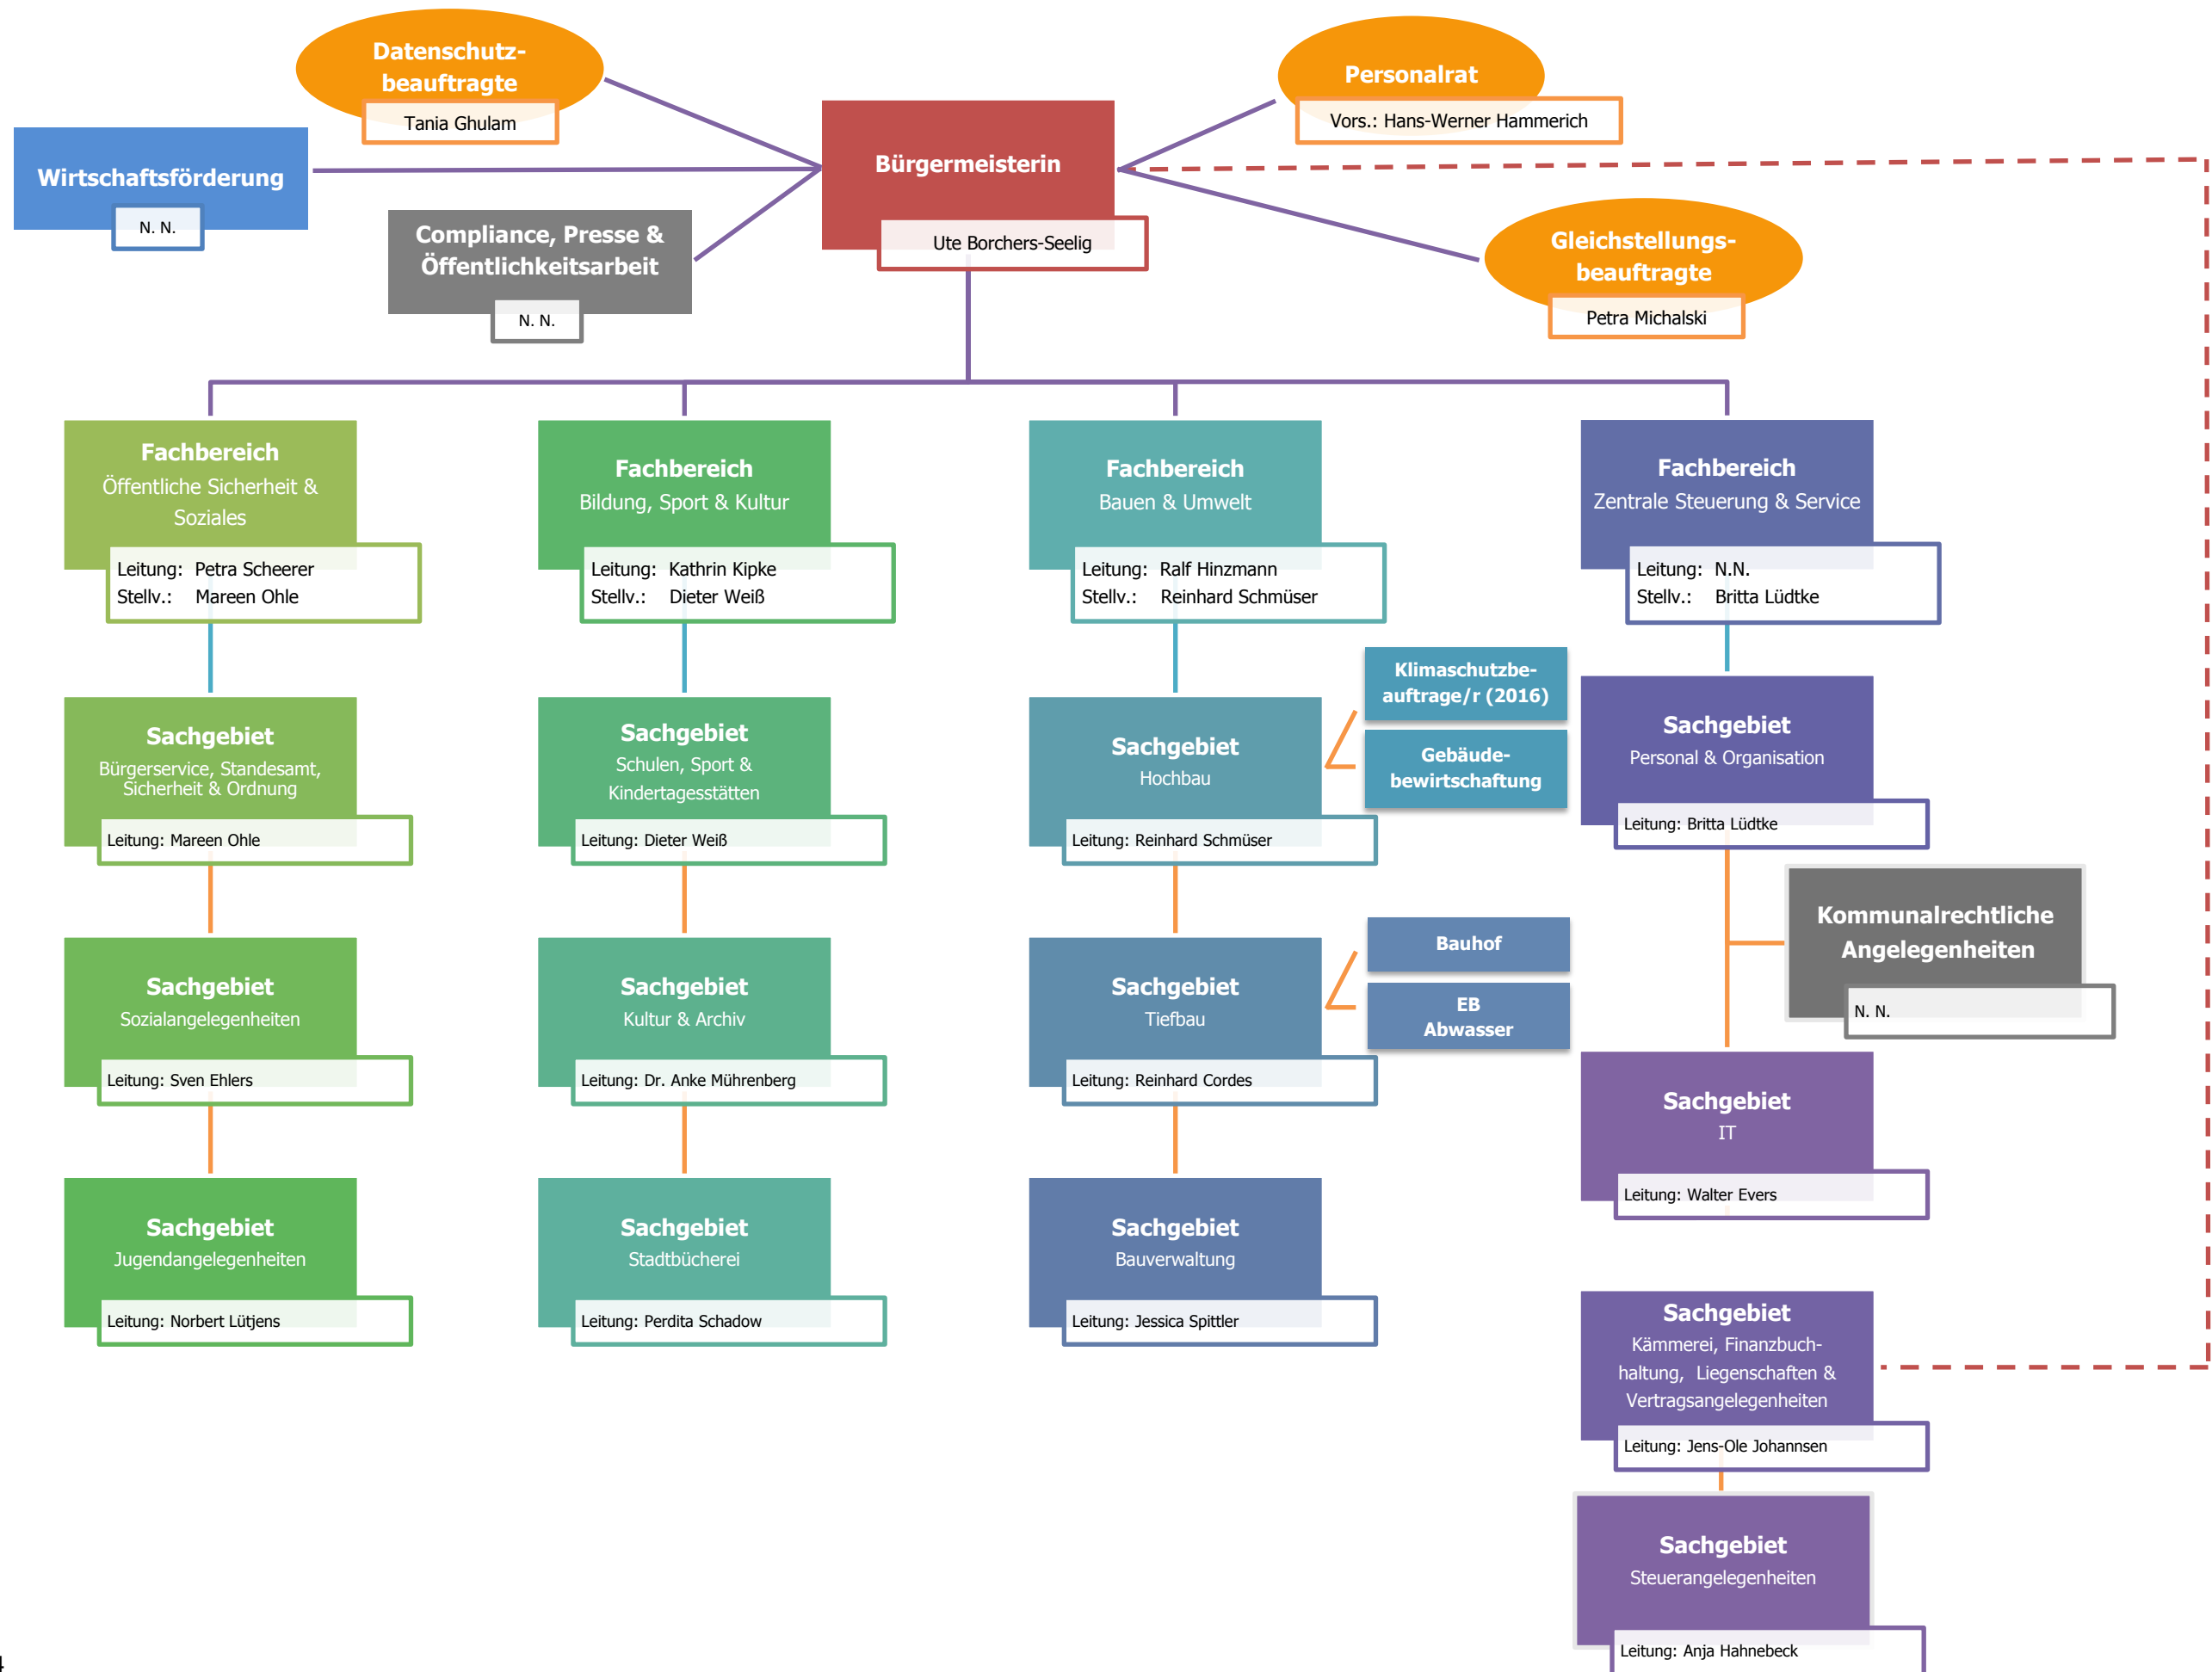 Datenschutz-
beauftragte
Tania Ghulam
Personalrat
Vors.: Hans-Werner Hammerich
Wirtschaftsförderung
N. N.
Bürgermeisterin
Ute Borchers-Seelig
Compliance, Presse &
Öffentlichkeitsarbeit
N. N.
Gleichstellungs-
beauftragte
Petra Michalski
Fachbereich
Öffentliche Sicherheit &
Soziales
Leitung: Petra Scheerer
Stellv.: Mareen Ohle
Fachbereich
Bildung, Sport & Kultur
Leitung: Kathrin Kipke
Stellv.: Dieter Weiß
Fachbereich
Bauen & Umwelt
Leitung: Ralf Hinzmann
Stellv.: Reinhard Schmüser
Fachbereich
Zentrale Steuerung & Service
Leitung: N.N.
Stellv.: Britta Lüdtke
Sachgebiet
Bürgerservice, Standesamt,
Sicherheit & Ordnung
Leitung: Mareen Ohle
Sachgebiet
Schulen, Sport &
Kindertagesstätten
Leitung: Dieter Weiß
Sachgebiet
Hochbau
Leitung: Reinhard Schmüser
Klimaschutzbe-
auftrage/r (2016)
Gebäude-
bewirtschaftung
Sachgebiet
Personal & Organisation
Leitung: Britta Lüdtke
Kommunalrechtliche
Angelegenheiten
N. N.
Sachgebiet
Sozialangelegenheiten
Leitung: Sven Ehlers
Sachgebiet
Kultur & Archiv
Leitung: Dr. Anke Mührenberg
Sachgebiet
Tiefbau
Leitung: Reinhard Cordes
Bauhof
EB
Abwasser
Sachgebiet
IT
Leitung: Walter Evers
Sachgebiet
Jugendangelegenheiten
Leitung: Norbert Lütjens
Sachgebiet
Stadtbücherei
Leitung: Perdita Schadow
Sachgebiet
Bauverwaltung
Leitung: Jessica Spittler
Sachgebiet
Kämmerei, Finanzbuch-
haltung, Liegenschaften &
Vertragsangelegenheiten
Leitung: Jens-Ole Johannsen
Sachgebiet
Steuerangelegenheiten
Leitung: Anja Hahnebeck